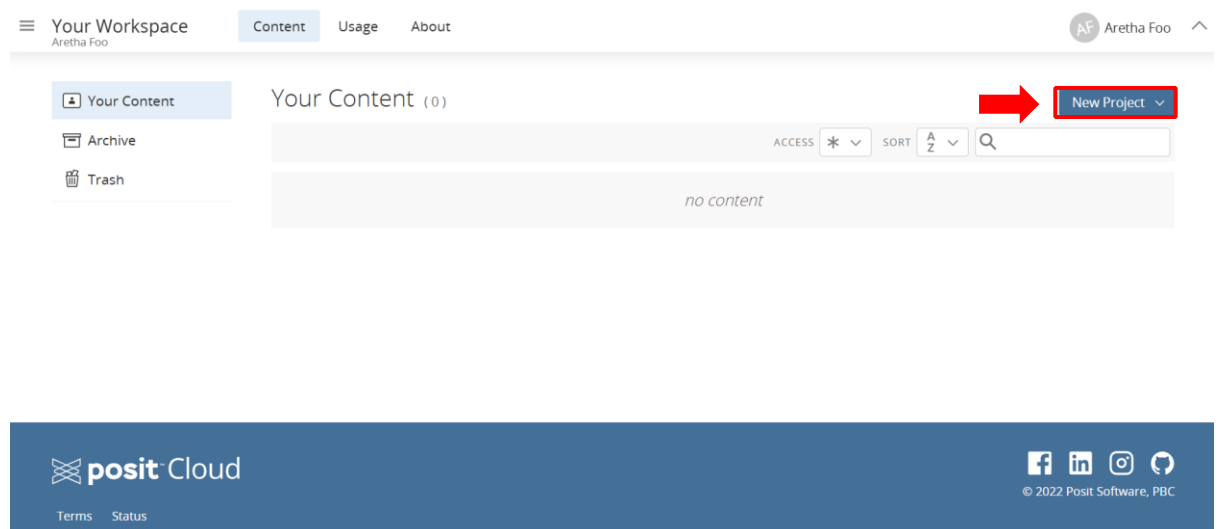 Your Workspace
Aretha Foo
Content Usage About
AF Aretha Foo
Your Content
Archive
Trash
Your Content (0)
New Project
ACCESS * SORT A Z
no content
posit Cloud
Terms Status
f in
© 2022 Posit Software, PBC